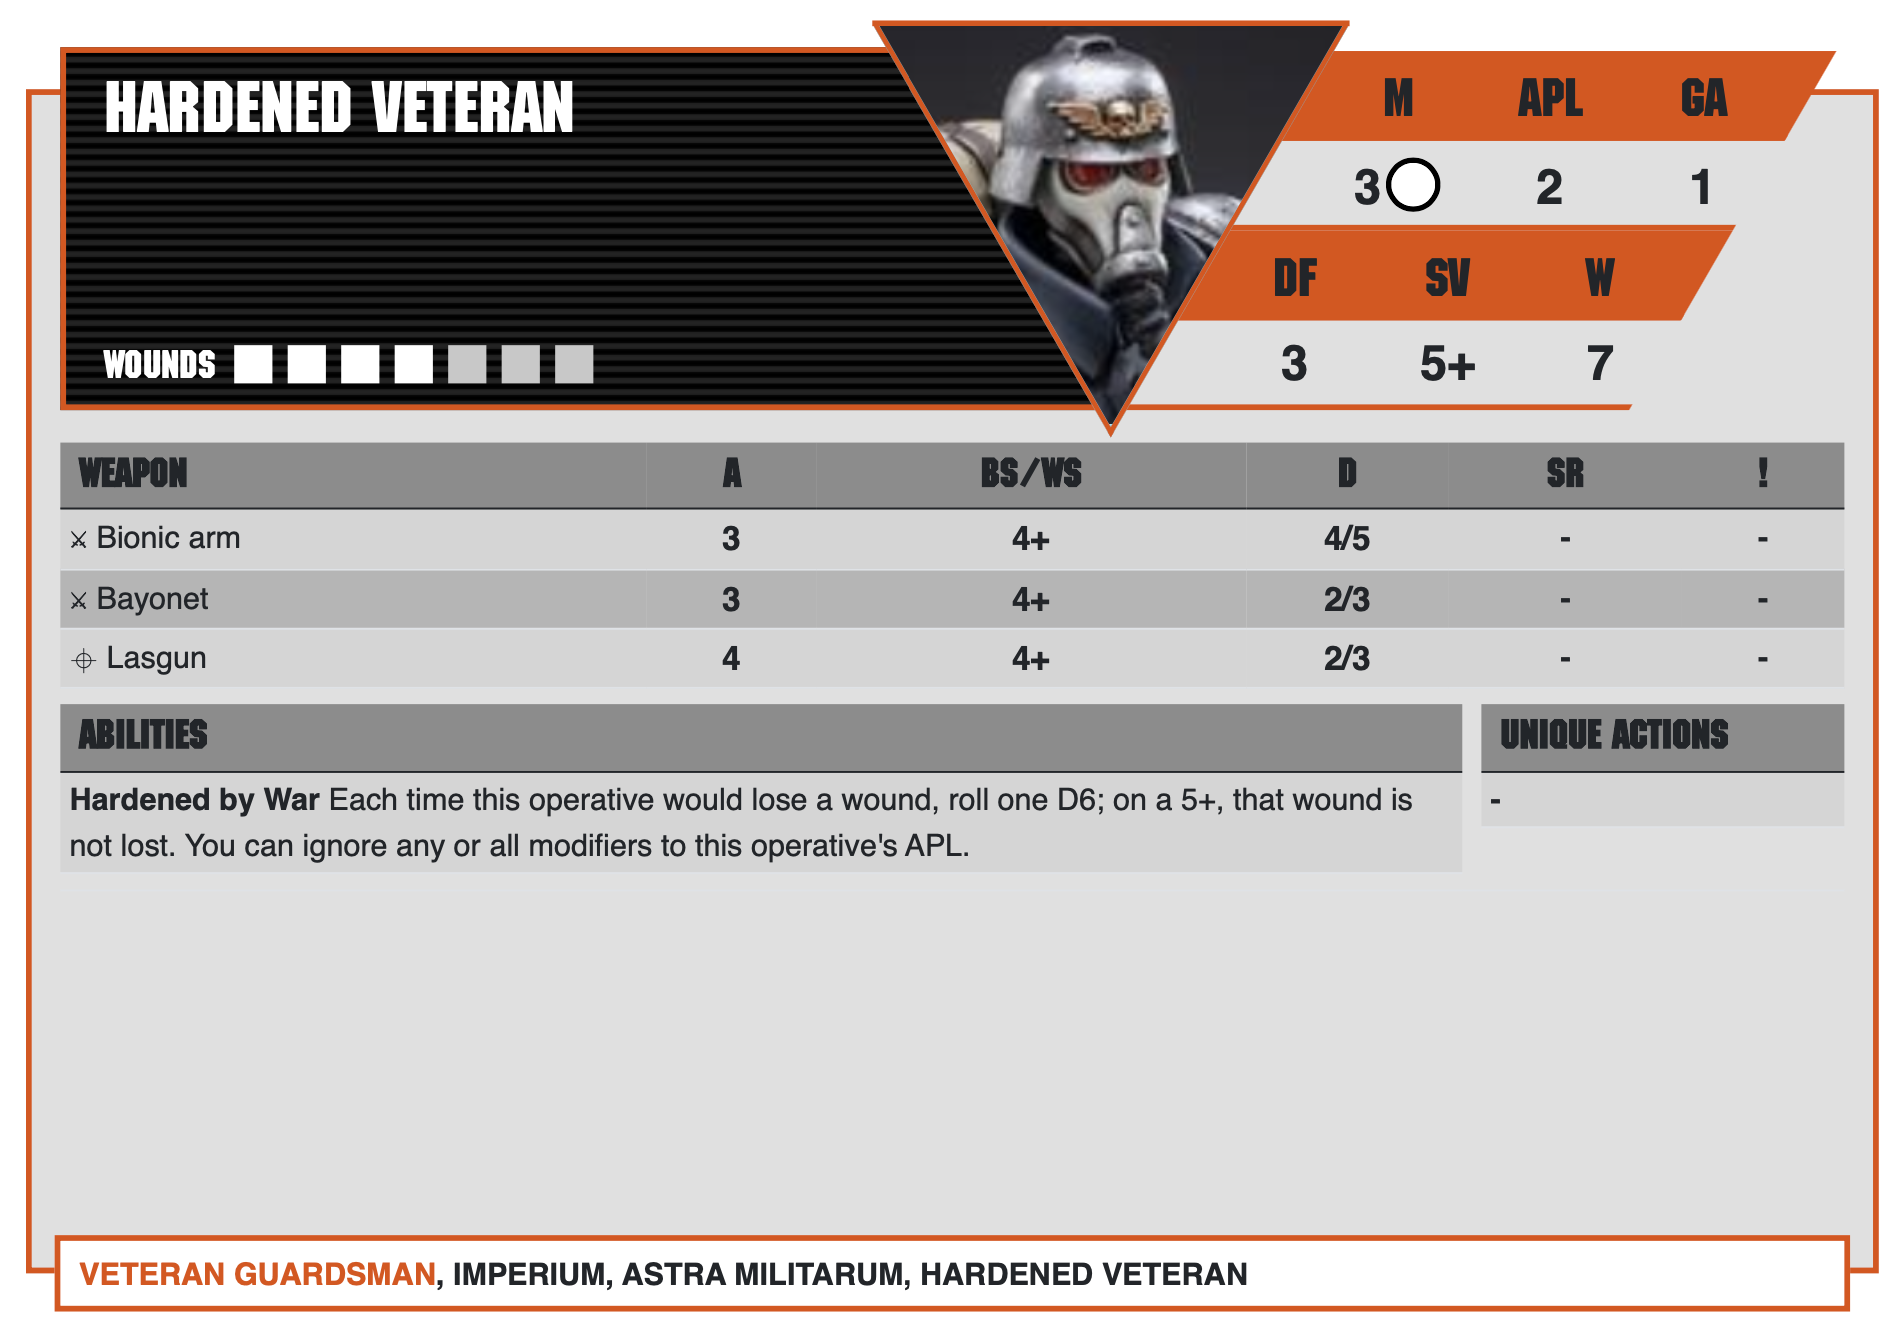 HARDENED VETERAN
M APL GA
3 2 1
DF SV W
3 5+ 7
WOUNDS
WEAPON A BS/WS D SR !
Bionic arm 3 4+ 4/5 - -
Bayonet 3 4+ 2/3 - -
Lasgun 4 4+ 2/3 - -
ABILITIES
Hardened by War Each time this operative would lose a wound, roll one D6; on a 5+, that wound is
not lost. You can ignore any or all modifiers to this operative's APL.
UNIQUE ACTIONS
-
VETERAN GUARDSMAN, IMPERIUM, ASTRA MILITARUM, HARDENED VETERAN